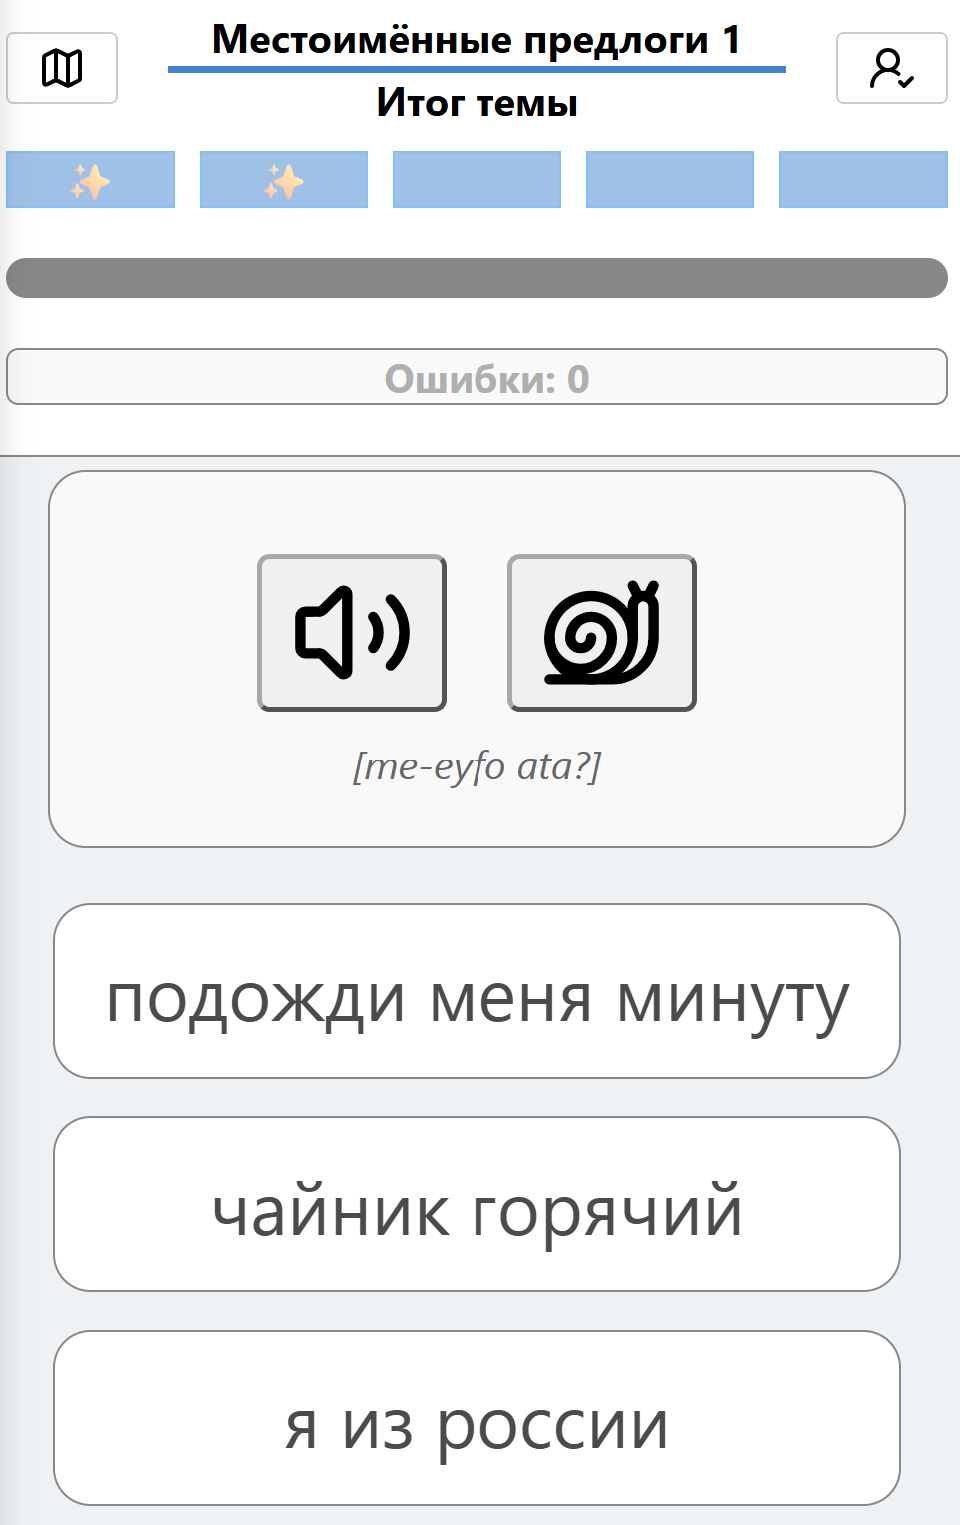 Местоимённые предлоги 1
Итог темы
Ошибки: 0
[me-eyfo ata?]
подожди меня минуту
чайник горячий
я из россии